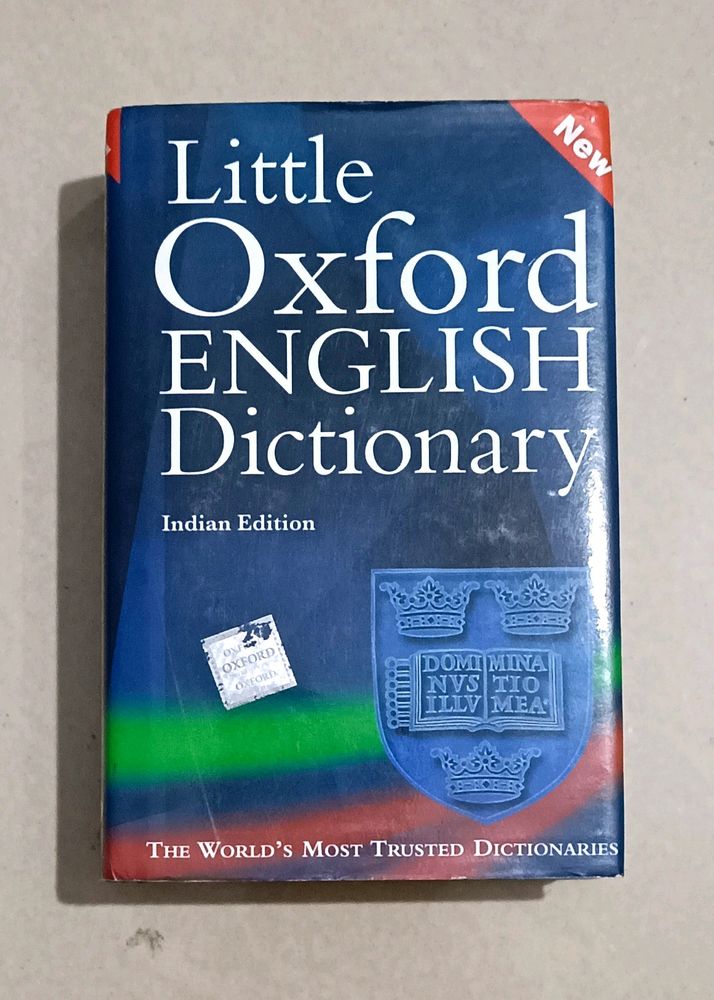 New
Little
Oxford
ENGLISH
Dictionary
Indian Edition
OXFORD
OXFORD
DOMI MINA
NVS TIO
ILLV MEA
THE WORLD'S MOST TRUSTED DICTIONARIES